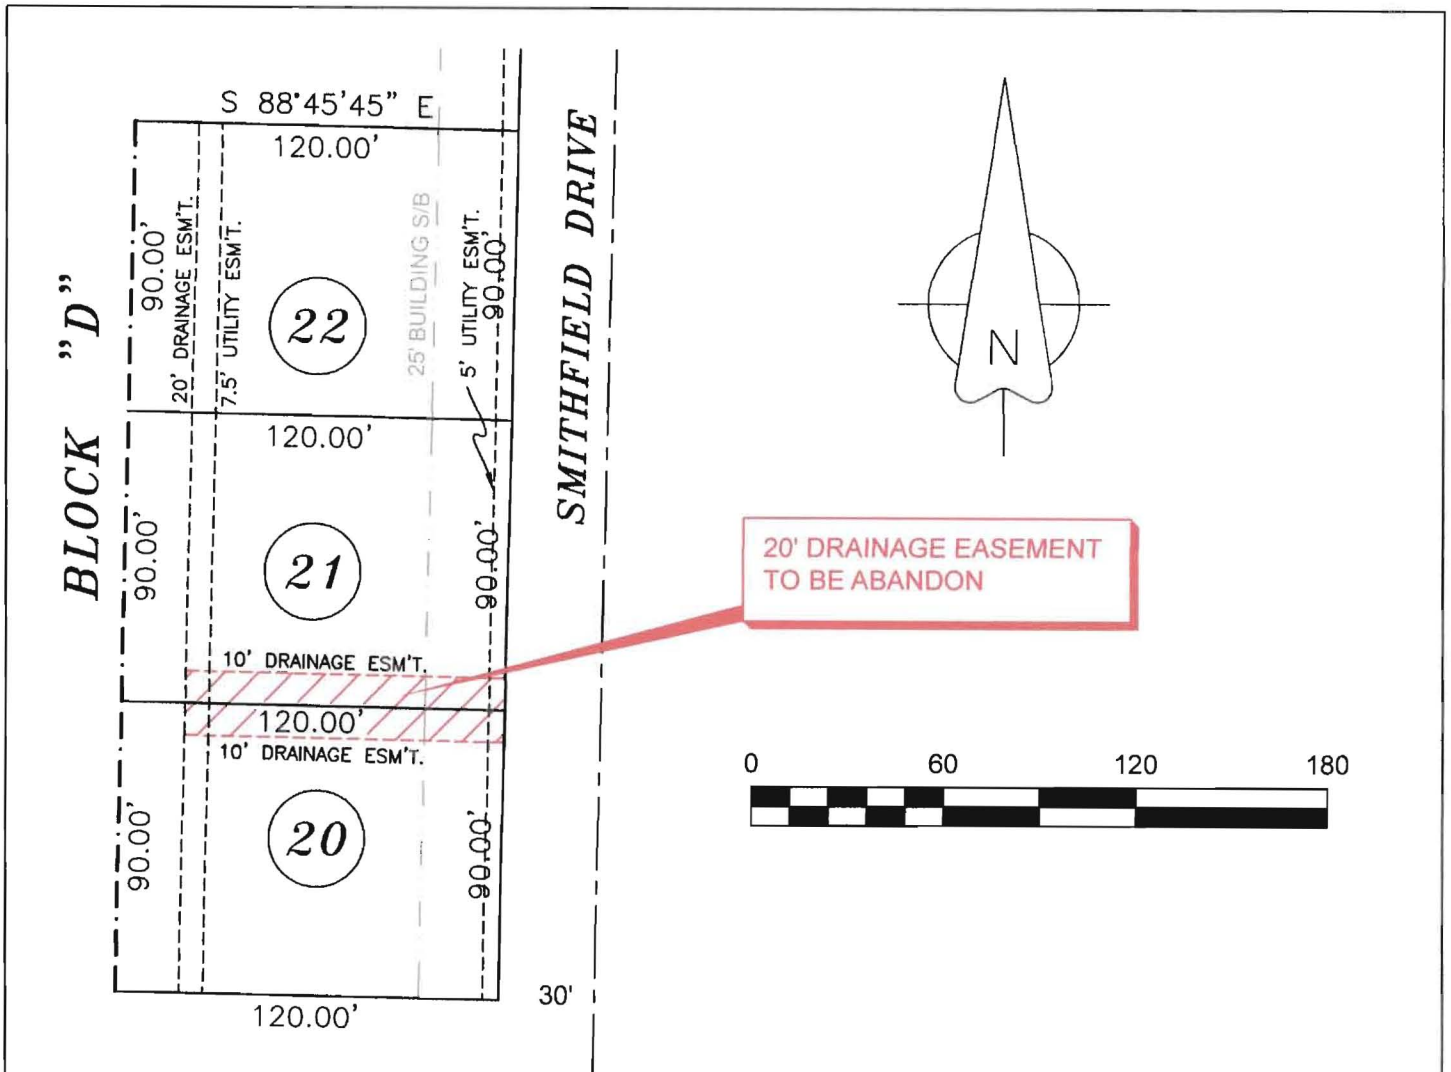 S 88°45'45" E
120.00'
BLOCK "D"
90.00'
20' DRAINAGE ESM'T.
7.5' UTILITY ESM'T.
22
25' BUILDING S/B
5' UTILITY ESM'T.
90.00'
SMITHFIELD DRIVE
N
120.00'
90.00'
21
90.00'
20' DRAINAGE EASEMENT
TO BE ABANDON
10' DRAINAGE ESM'T.
120.00'
10' DRAINAGE ESM'T.
90.00'
20
90.00'
0 60 120 180
30'
120.00'